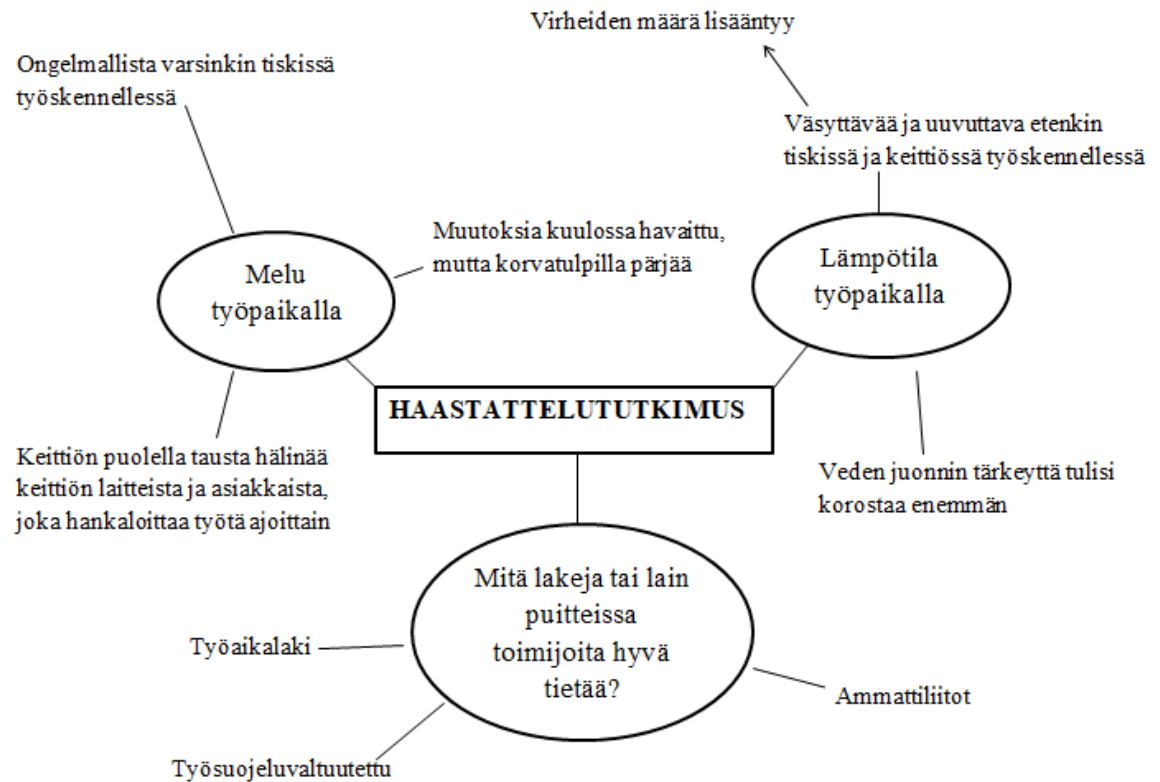 Virheiden määrä lisääntyy
Ongelmallista varsinkin tiskissä
työskennellessä
Väsyttävää ja uuvuttava etenkin
tiskissä ja keittiössä työskennellessä
Melu
työpaikalla
Muutoksia kuulossa havaittu,
mutta korvatulpilla pärjää
Lämpötila
työpaikalla
HAASTATTELUTUTKIMUS
Keittiön puolella tausta hälinää
keittiön laitteista ja asiakkaista,
joka hankaloittaa työtä ajoittain
Veden juonnin tärkeyttä tulisi
korostaa enemmän
Mitä lakeja tai lain
puitteissa
toimijoita hyvä
tietää?
Työaikalaki
Ammattiliitot
Työsuojeluvaltuutettu